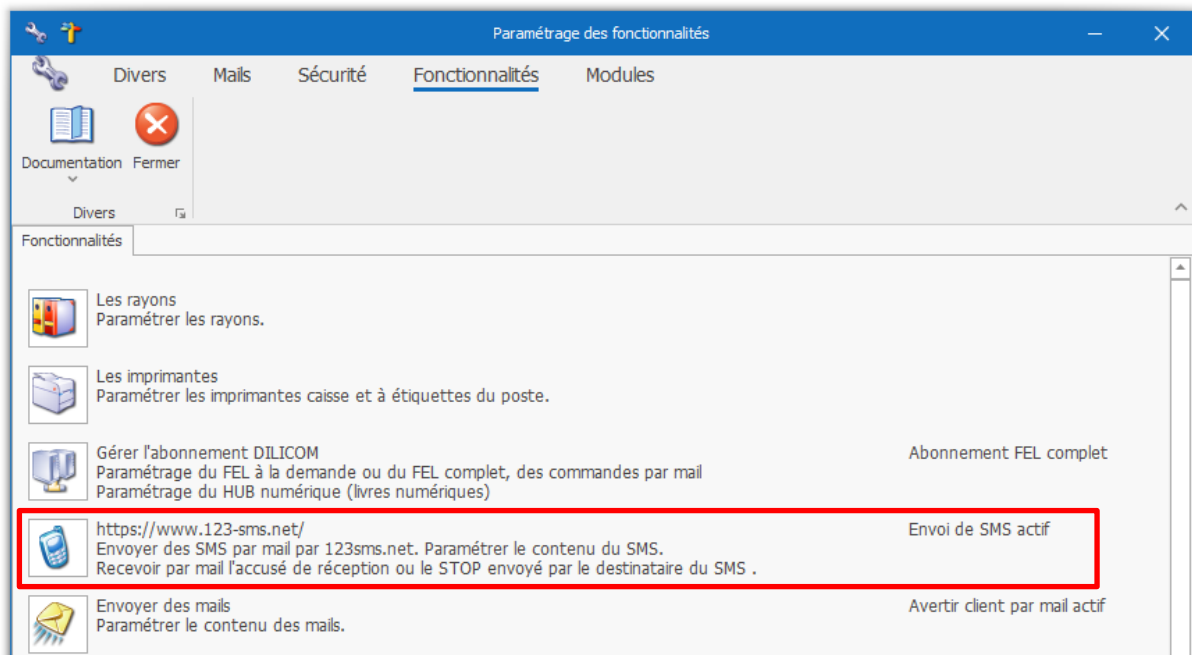 Paramétrage des fonctionnalités
Divers Mails Sécurité Fonctionnalités Modules
Documentation Fermer
Divers
Fonctionnalités
Les rayons
Paramétrer les rayons.
Les imprimantes
Paramétrer les imprimantes caisse et à étiquettes du poste.
Gérer l'abonnement DILICOM Abonnement FEL complet
Paramétrage du FEL à la demande ou du FEL complet, des commandes par mail
Paramétrage du HUB numérique (livres numériques)
https://www.123-sms.net/ Envoi de SMS actif
Envoyer des SMS par mail par 123sms.net. Paramétrer le contenu du SMS.
Recevoir par mail l'accusé de réception ou le STOP envoyé par le destinataire du SMS .
Envoyer des mails Avertir client par mail actif
Paramétrer le contenu des mails.